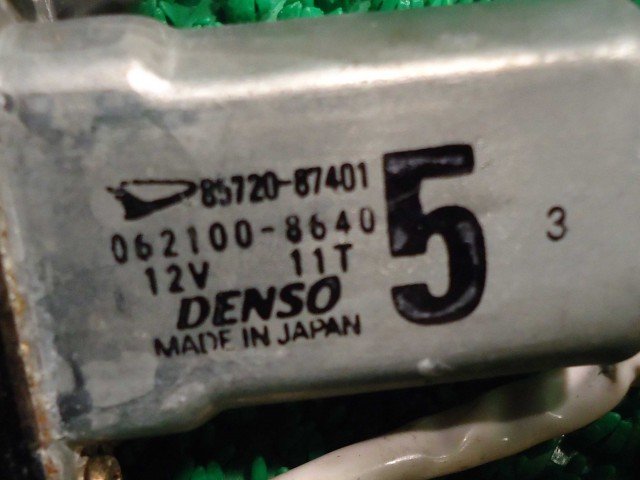 85720-87401
062100-8640
12V 11T
DENSO
MADE IN JAPAN
5
3